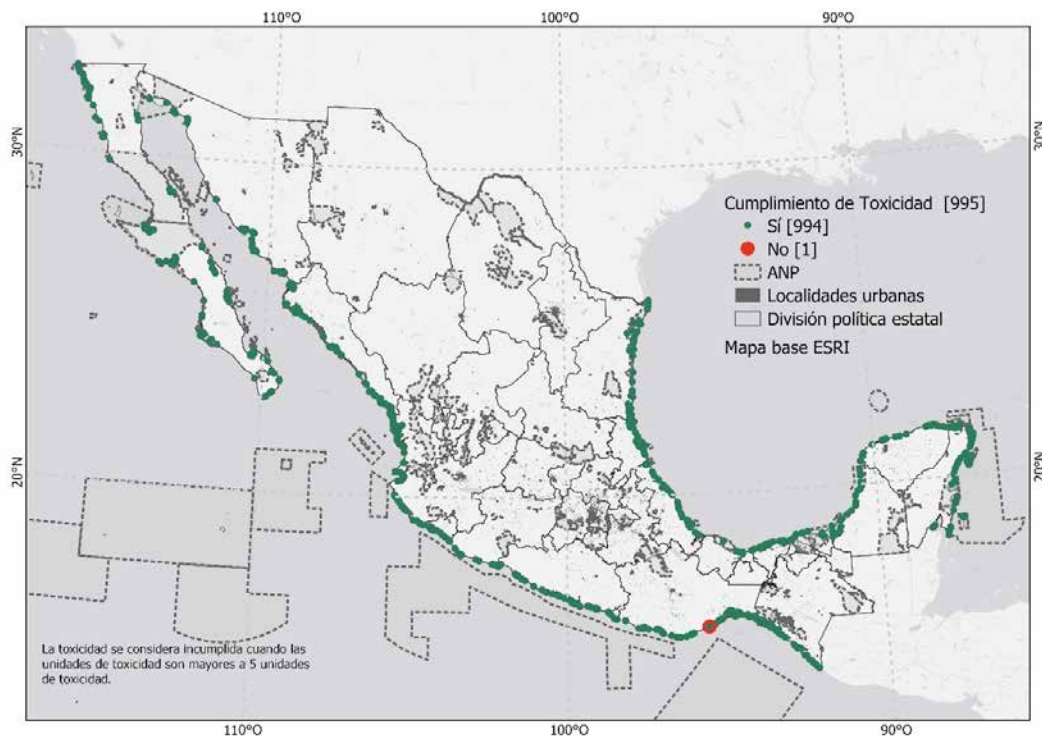 110°O
100°O
90°O
30°N
30°N
Cumplimiento de Toxicidad [995]
Sí [994]
No [1]
ANP
Localidades urbanas
División política estatal
Mapa base ESRI
20°N
20°N
La toxicidad se considera incumplida cuando las
unidades de toxicidad son mayores a 5 unidades
de toxicidad.
110°O
100°O
90°O